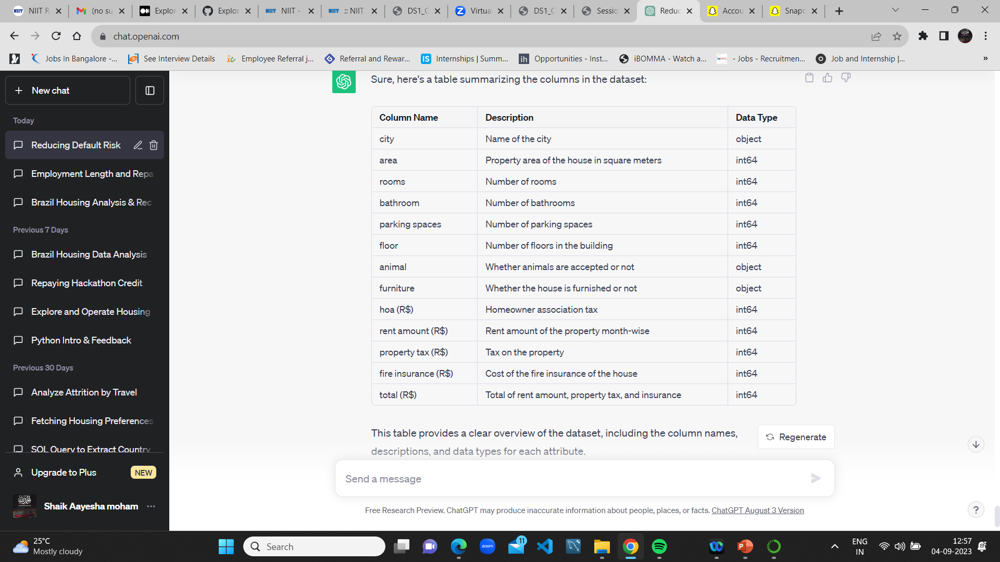 NIIT R
(no su
Explor
Explor
NIIT -
:: NIIT
DS1_C
Virtual
DS1_C
Sessio
Reduc
Accou
Snapc
chat.openai.com
Jobs In Bangalore -...
See Interview Details
Employee Referral j...
Referral and Rewar...
Internships | Summ...
Opportunities - Inst...
iBOMMA - Watch a...
- Jobs - Recruitmen...
Job and Internship |...
»
New chat
Today
Reducing Default Risk
Employment Length and Repa
Brazil Housing Analysis & Rec
Previous 7 Days
Brazil Housing Data Analysis
Repaying Hackathon Credit
Explore and Operate Housing
Python Intro & Feedback
Previous 30 Days
Analyze Attrition by Travel
Fetching Housing Preferences
SQL Query to Extract Country
Upgrade to Plus NEW
Shaik Aayesha moham ...
Sure, here's a table summarizing the columns in the dataset:
Column Name Description Data Type
city Name of the city object
area Property area of the house in square meters int64
rooms Number of rooms int64
bathroom Number of bathrooms int64
parking spaces Number of parking spaces int64
floor Number of floors in the building int64
animal Whether animals are accepted or not object
furniture Whether the house is furnished or not object
hoa (R$) Homeowner association tax int64
rent amount (R$) Rent amount of the property month-wise int64
property tax (R$) Tax on the property int64
fire insurance (R$) Cost of the fire insurance of the house int64
total (R$) Total of rent amount, property tax, and insurance int64
This table provides a clear overview of the dataset, including the column names,
descriptions, and data types for each attribute.
Regenerate
Send a message
Free Research Preview. ChatGPT may produce inaccurate information about people, places, or facts. ChatGPT August 3 Version
?
25°C
Mostly cloudy
Search
zoom
11
ENG
IN
12:57
04-09-2023